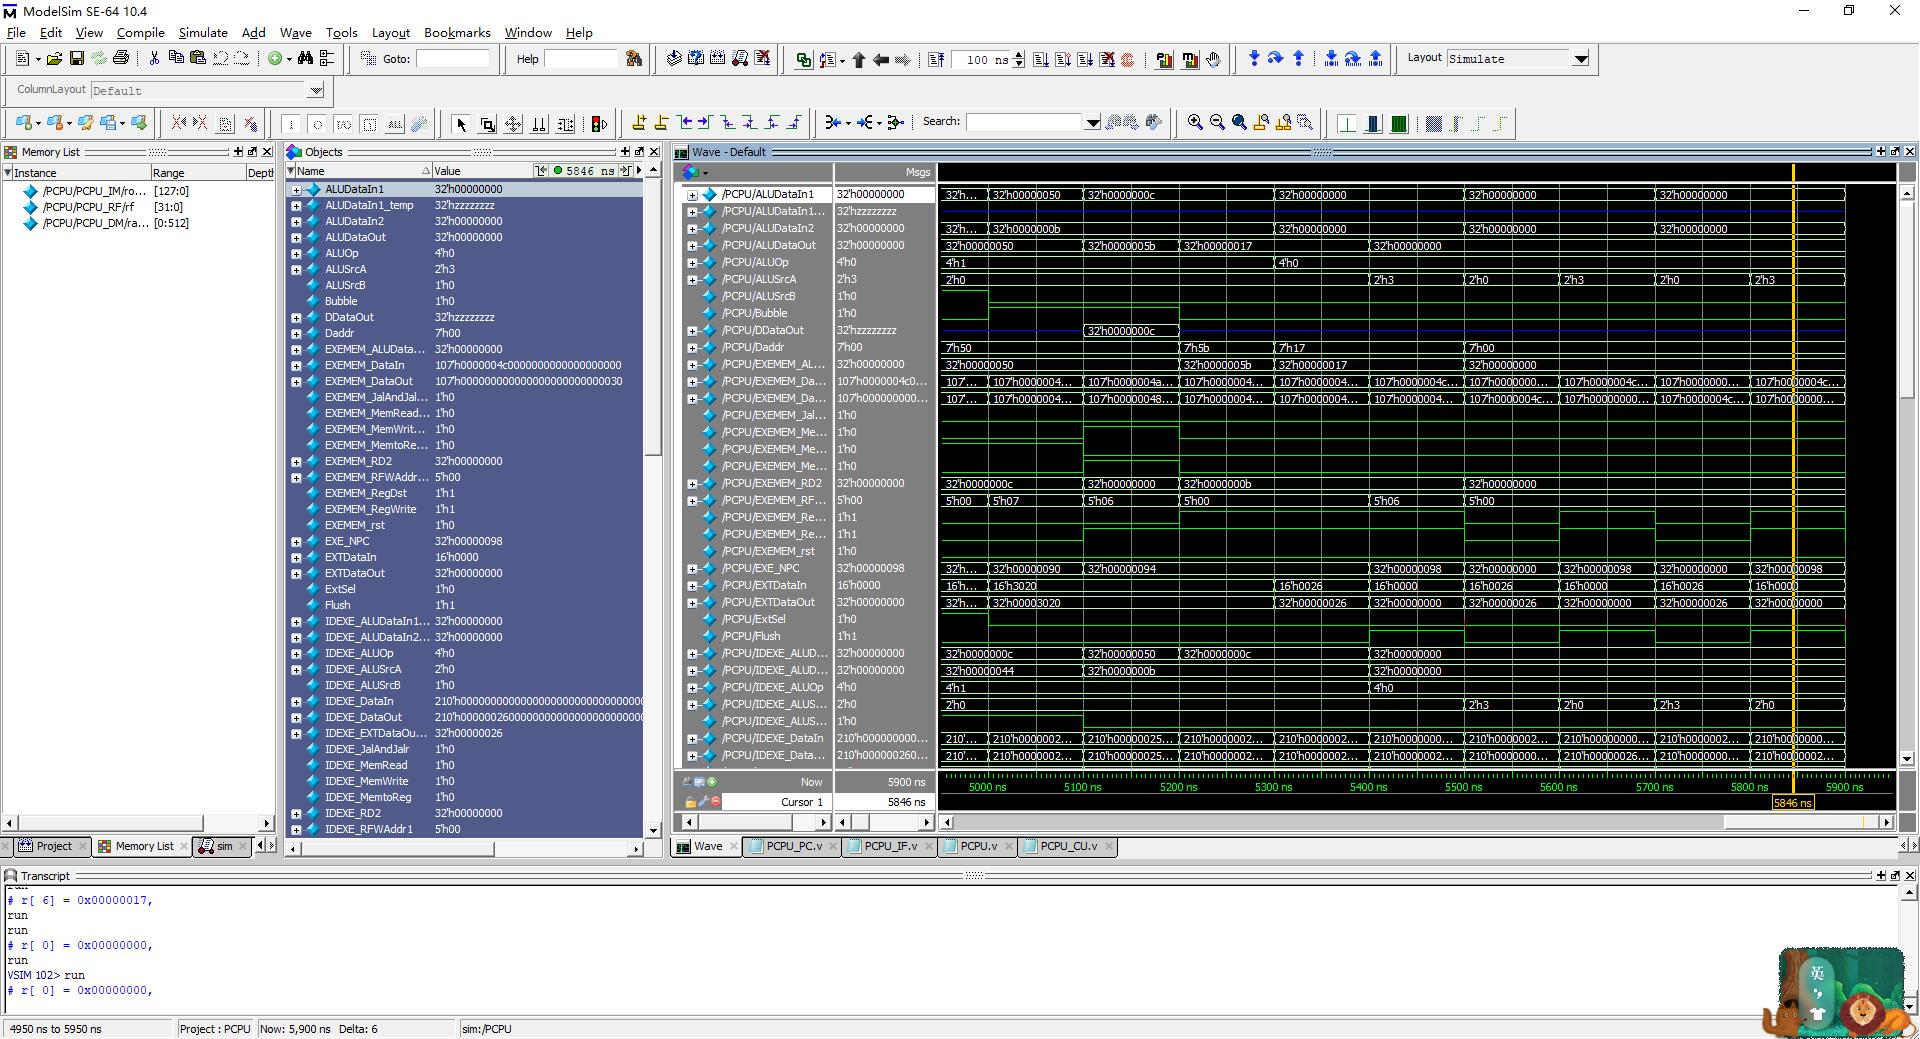 ModelSim SE-64 10.4
File Edit View Compile Simulate Add Wave Tools Layout Bookmarks Window Help
Goto: Help 100 ns Layout Simulate
ColumnLayout Default
Search:
Memory List
Instance Range Depth
/PCPU/PCPU_IM/ro... [127:0]
/PCPU/PCPU_RF/rf [31:0]
/PCPU/PCPU_DM/ra... [0:512]
Project Memory List sim
Objects
Name Value 5846 ns
ALUDataIn1 32'h00000000
ALUDataIn1_temp 32'hzzzzzzzz
ALUDataIn2 32'h00000000
ALUDataOut 32'h00000000
ALUOp 4'h0
ALUSrcA 2'h3
ALUSrcB 1'h0
Bubble 1'h0
DDataOut 32'hzzzzzzzz
Daddr 7'h00
EXEMEM_ALUData... 32'h00000000
EXEMEM_DataIn 107'h0000004c0000000000000000000
EXEMEM_DataOut 107'h000000000000000000000000030
EXEMEM_JalAndJal... 1'h0
EXEMEM_MemRead... 1'h0
EXEMEM_MemWrit... 1'h0
EXEMEM_MemtoRe... 1'h0
EXEMEM_RD2 32'h00000000
EXEMEM_RFWAddr... 5'h00
EXEMEM_RegDst 1'h1
EXEMEM_RegWrite 1'h1
EXEMEM_rst 1'h0
EXE_NPC 32'h00000098
EXTDataIn 16'h0000
EXTDataOut 32'h00000000
ExtSel 1'h0
Flush 1'h1
IDEXE_ALUDataIn1... 32'h00000000
IDEXE_ALUDataIn2... 32'h00000000
IDEXE_ALUOp 4'h0
IDEXE_ALUSrcA 2'h0
IDEXE_ALUSrcB 1'h0
IDEXE_DataIn
IDEXE_DataOut
IDEXE_EXTDataOu... 32'h00000026
IDEXE_JalAndJalr 1'h0
IDEXE_MemRead 1'h0
IDEXE_MemWrite 1'h0
IDEXE_MemtoReg 1'h0
IDEXE_RD2 32'h00000000
IDEXE_RFWAddr1 5'h00
Wave - Default
Msgs
/PCPU/ALUDataIn1 32'h00000000 32'h... 32'h00000050 32'h0000000c 32'h00000000 32'h00000000 32'h00000000
/PCPU/ALUDataIn1... 32'hzzzzzzzz
/PCPU/ALUDataIn2 32'h00000000 32'h... 32'h0000000b 32'h00000000 32'h00000000 32'h00000000
/PCPU/ALUDataOut 32'h00000000 32'h00000050 32'h0000005b 32'h00000017 32'h00000000
/PCPU/ALUOp 4'h0 4'h1 4'h0
/PCPU/ALUSrcA 2'h3 2'h0 2'h3 2'h0 2'h3 2'h0 2'h3
/PCPU/ALUSrcB 1'h0
/PCPU/Bubble 1'h0
/PCPU/DDataOut 32'hzzzzzzzz 32'h0000000c
/PCPU/Daddr 7'h00 7'h50 7'h5b 7'h17 7'h00
/PCPU/EXEMEM_AL... 32'h00000000 32'h00000050 32'h0000005b 32'h00000017 32'h00000000
/PCPU/EXEMEM_Da... 107'h0000004c0... 107'... 107'h0000004... 107'h0000004a... 107'h0000004... 107'h0000004... 107'h0000004c... 107'h0000000... 107'h0000004c... 107'h0000000... 107'h0000004c...
/PCPU/EXEMEM_Da... 107'h000000000... 107'... 107'h0000004... 107'h00000048... 107'h0000004... 107'h0000004... 107'h0000004... 107'h0000004c... 107'h00000000... 107'h0000004c... 107'h0000000...
/PCPU/EXEMEM_Jal... 1'h0
/PCPU/EXEMEM_Me... 1'h0
/PCPU/EXEMEM_Me... 1'h0
/PCPU/EXEMEM_Me... 1'h0
/PCPU/EXEMEM_RD2 32'h00000000 32'h0000000c 32'h00000000 32'h0000000b 32'h00000000
/PCPU/EXEMEM_RF... 5'h00 5'h00 5'h07 5'h06 5'h00 5'h06 5'h00
/PCPU/EXEMEM_Re... 1'h1
/PCPU/EXEMEM_Re... 1'h1
/PCPU/EXEMEM_rst 1'h0
/PCPU/EXE_NPC 32'h00000098 32'h... 32'h00000090 32'h00000094 32'h00000098 32'h00000000 32'h00000098 32'h00000000 32'h00000098
/PCPU/EXTDataIn 16'h0000 16'h... 16'h3020 16'h0026 16'h0000 16'h0026 16'h0000 16'h0026 16'h0000
/PCPU/EXTDataOut 32'h00000000 32'h... 32'h00003020 32'h00000026 32'h00000000 32'h00000026 32'h00000000 32'h00000026 32'h00000000
/PCPU/ExtSel 1'h0
/PCPU/Flush 1'h1
/PCPU/IDEXE_ALUD... 32'h00000000 32'h0000000c 32'h00000050 32'h0000000c 32'h00000000
/PCPU/IDEXE_ALUD... 32'h00000000 32'h00000044 32'h0000000b 32'h00000000
/PCPU/IDEXE_ALUOp 4'h0 4'h1 4'h0
/PCPU/IDEXE_ALUS... 2'h0 2'h0 2'h3 2'h0 2'h3 2'h0
/PCPU/IDEXE_ALUS... 1'h0
/PCPU/IDEXE_DataIn 210'h000000000... 210'... 210'h0000002... 210'h00000025... 210'h0000002... 210'h0000002... 210'h0000000... 210'h0000002... 210'h0000000... 210'h0000002... 210'h0000000...
/PCPU/IDEXE_Data... 210'h000000260... 210'... 210'h0000002... 210'h00000025... 210'h0000002... 210'h0000002... 210'h0000002... 210'h0000000... 210'h00000026... 210'h0000000... 210'h0000002...
Now 5900 ns 5000 ns 5100 ns 5200 ns 5300 ns 5400 ns 5500 ns 5600 ns 5700 ns 5800 ns 5900 ns
Cursor 1 5846 ns 5846 ns
Wave PCPU_PC.v PCPU_IF.v PCPU.v PCPU_CU.v
Transcript
run
# r[ 6] = 0x00000017,
run
run
# r[ 0] = 0x00000000,
run
VSIM 102> run
# r[ 0] = 0x00000000,
英
4950 ns to 5950 ns Project : PCPU Now: 5,900 ns Delta: 6 sim:/PCPU